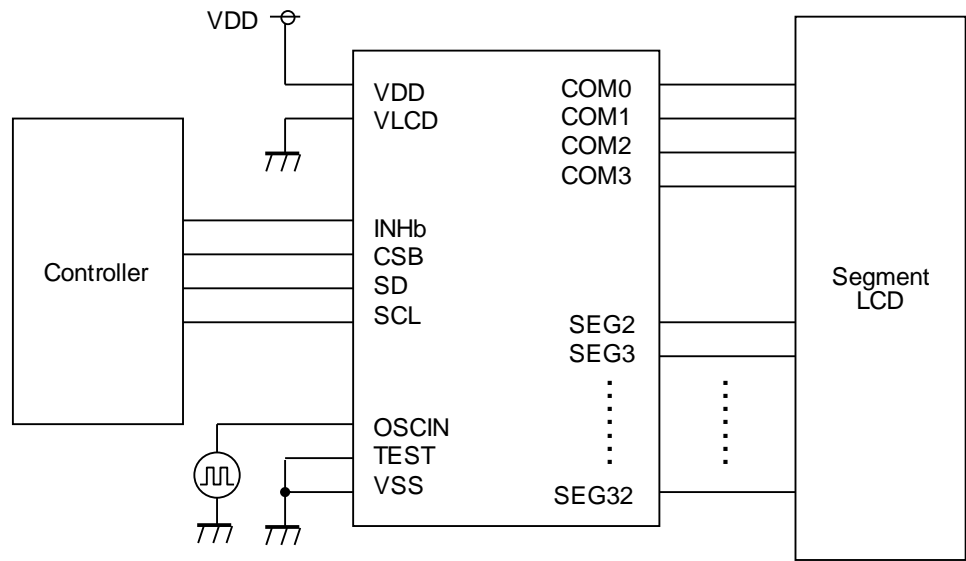 VDD
VDD
VLCD
INHb
CSB
SD
SCL
OSCIN
TEST
VSS
COM0
COM1
COM2
COM3
SEG2
SEG3
SEG32
Controller
Segment
LCD